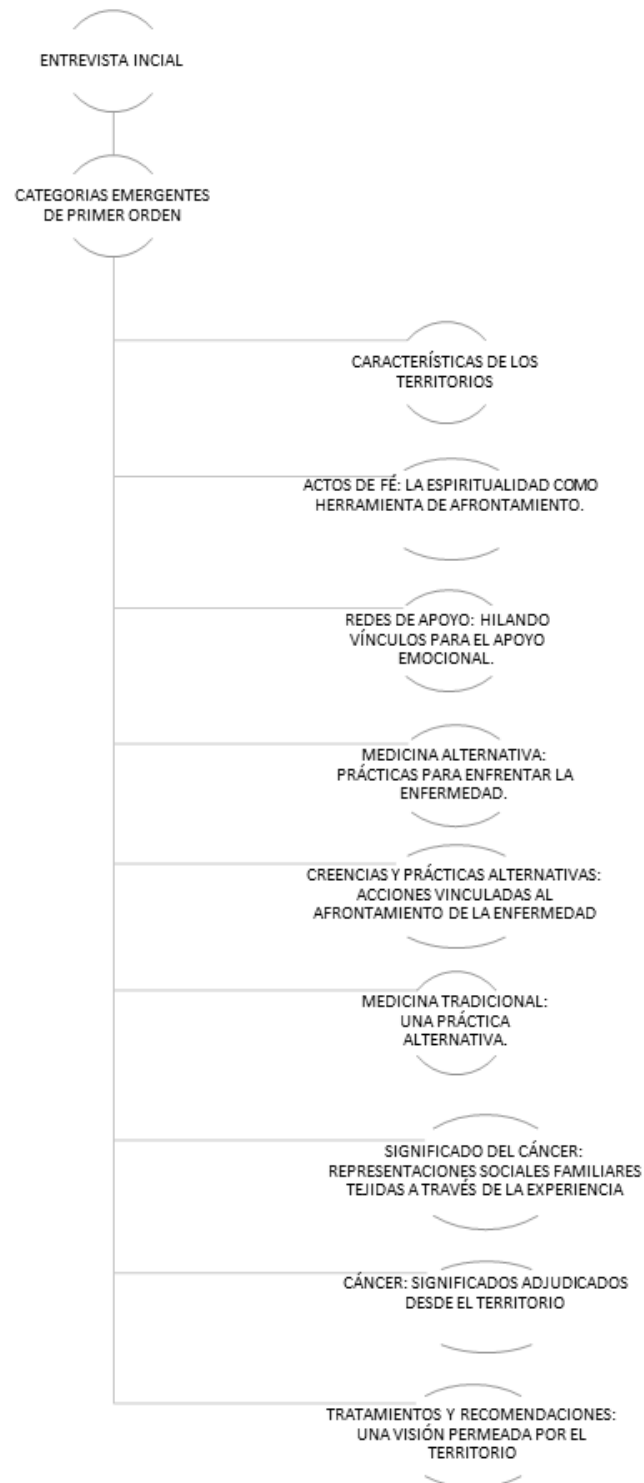 ENTREVISTA INCIAL
CATEGORIAS EMERGENTES
DE PRIMER ORDEN
CARACTERÍSTICAS DE LOS
TERRITORIOS
ACTOS DE FÉ: LA ESPIRITUALIDAD COMO
HERRAMIENTA DE AFRONTAMIENTO.
REDES DE APOYO: HILANDO
VÍNCULOS PARA EL APOYO
EMOCIONAL.
MEDICINA ALTERNATIVA:
PRÁCTICAS PARA ENFRENTAR LA
ENFERMEDAD.
CREENCIAS Y PRÁCTICAS ALTERNATIVAS:
ACCIONES VINCULADAS AL
AFRONTAMIENTO DE LA ENFERMEDAD
MEDICINA TRADICIONAL:
UNA PRÁCTICA
ALTERNATIVA.
SIGNIFICADO DEL CÁNCER:
REPRESENTACIONES SOCIALES FAMILIARES
TEJIDAS A TRAVÉS DE LA EXPERIENCIA
CÁNCER: SIGNIFICADOS ADJUDICADOS
DESDE EL TERRITORIO
TRATAMIENTOS Y RECOMENDACIONES:
UNA VISIÓN PERMEADA POR EL
TERRITORIO